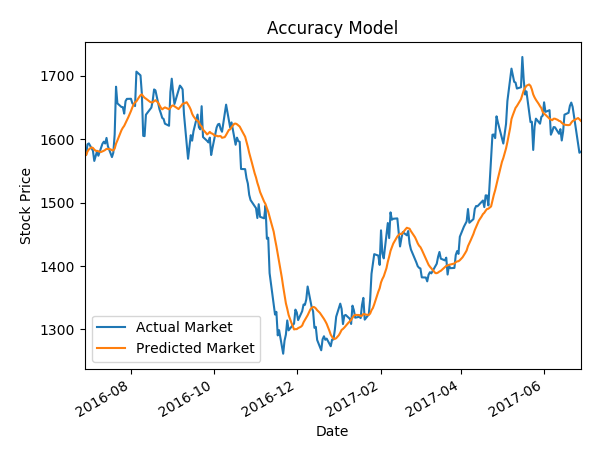 Accuracy Model
Stock Price
1700
1600
1500
1400
1300
Actual Market
Predicted Market
2016-08
2016-10
2016-12
2017-02
2017-04
2017-06
Date